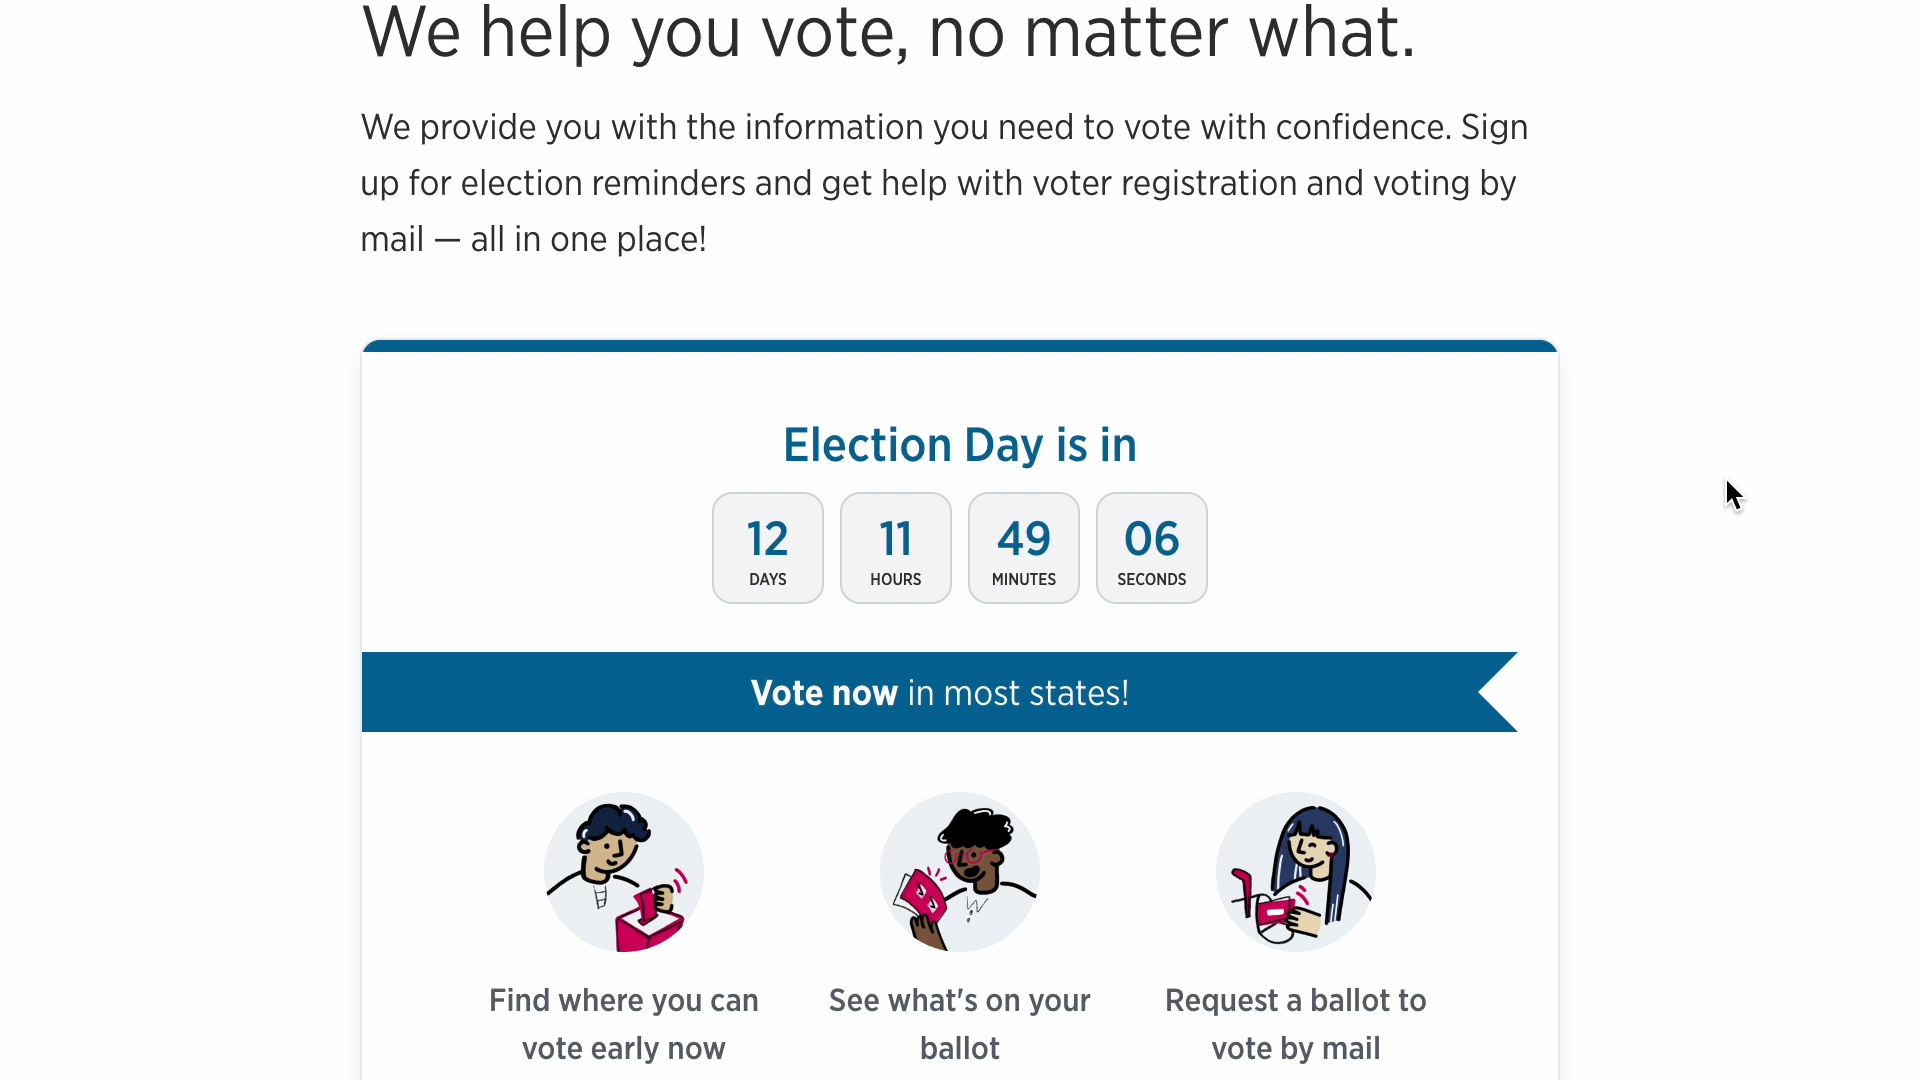 We help you vote, no matter what.
We provide you with the information you need to vote with confidence. Sign
up for election reminders and get help with voter registration and voting by
mail — all in one place!
Election Day is in
12 11 49 06
DAYS HOURS MINUTES SECONDS
Vote now in most states!
Find where you can
vote early now
See what's on your
ballot
Request a ballot to
vote by mail